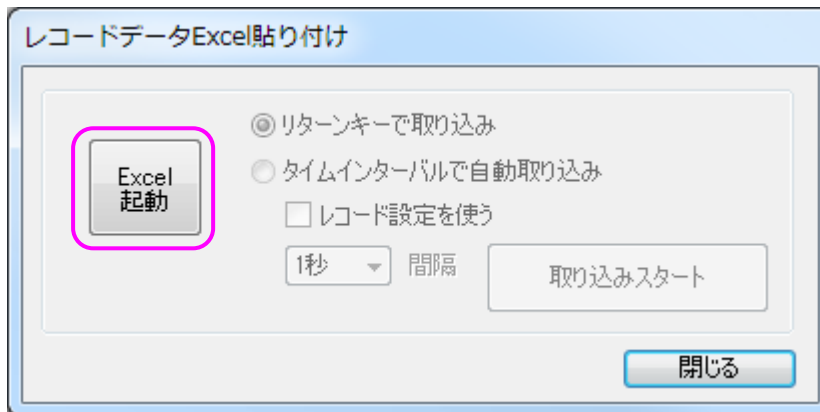 レコードデータExcel貼り付け
Excel
起動
リターンキーで取り込み
タイムインターバルで自動取り込み
レコード設定を使う
1秒 間隔
取り込みスタート
閉じる